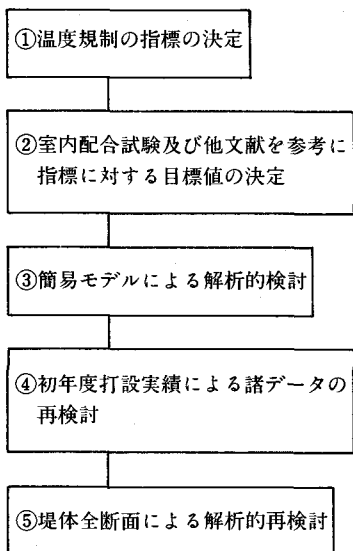 ①温度規制の指標の決定
②室内配合試験及び他文献を参考に
指標に対する目標値の決定
③簡易モデルによる解析的検討
④初年度打設実績による諸データの
再検討
⑤堤体全断面による解析的再検討